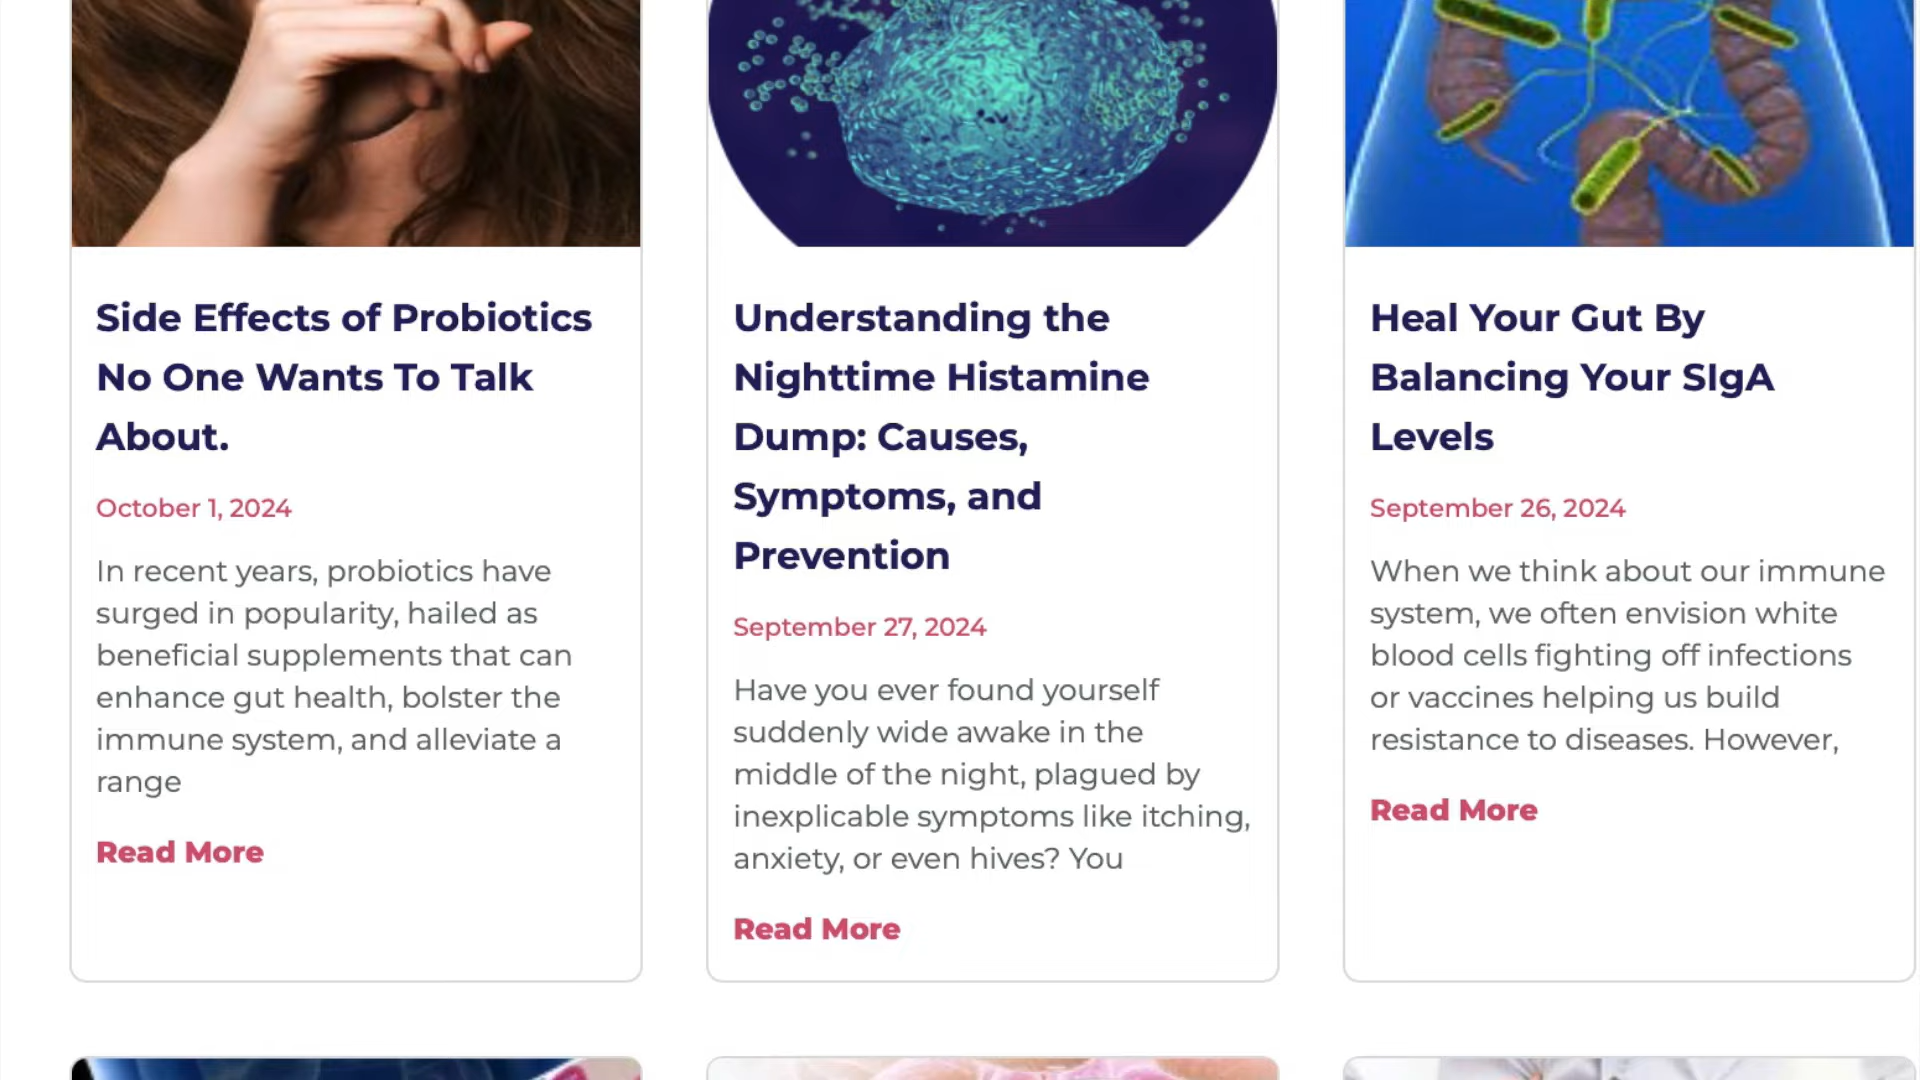 Side Effects of Probiotics
No One Wants To Talk
About.
October 1, 2024
In recent years, probiotics have
surged in popularity, hailed as
beneficial supplements that can
enhance gut health, bolster the
immune system, and alleviate a
range
Read More
Understanding the
Nighttime Histamine
Dump: Causes,
Symptoms, and
Prevention
September 27, 2024
Have you ever found yourself
suddenly wide awake in the
middle of the night, plagued by
inexplicable symptoms like itching,
anxiety, or even hives? You
Read More
Heal Your Gut By
Balancing Your SIgA
Levels
September 26, 2024
When we think about our immune
system, we often envision white
blood cells fighting off infections
or vaccines helping us build
resistance to diseases. However,
Read More